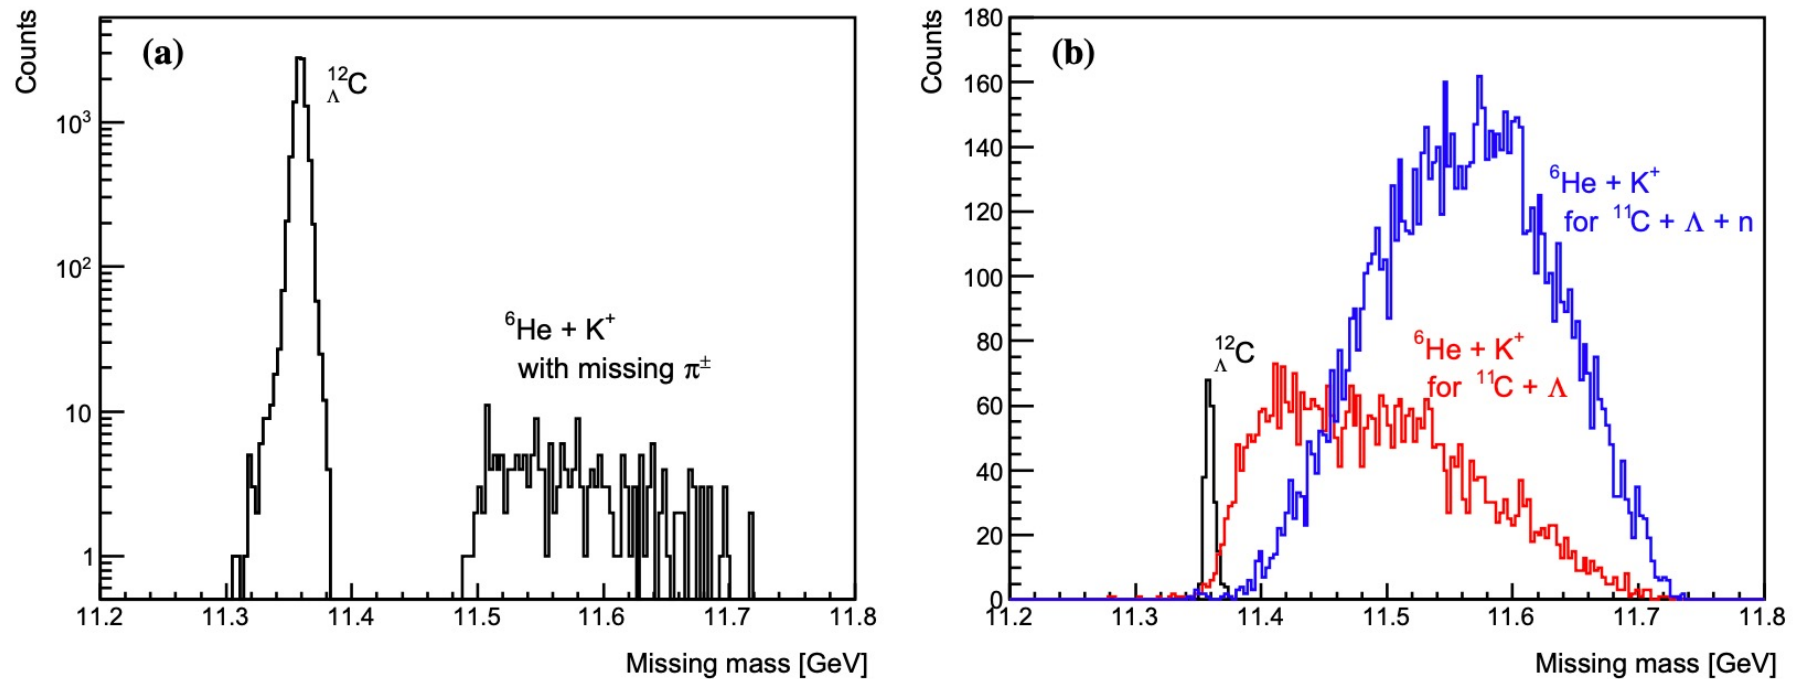 Counts
(a)
¹²ΛC
10³
10²
10
1
⁶He + K⁺
with missing π±
11.2 11.3 11.4 11.5 11.6 11.7 11.8
Missing mass [GeV]
Counts
(b)
180
160
140
120
100
80
60
40
20
0
⁶He + K⁺
for ¹¹C + Λ + n
¹²ΛC
⁶He + K⁺
for ¹¹C + Λ
11.2 11.3 11.4 11.5 11.6 11.7 11.8
Missing mass [GeV]